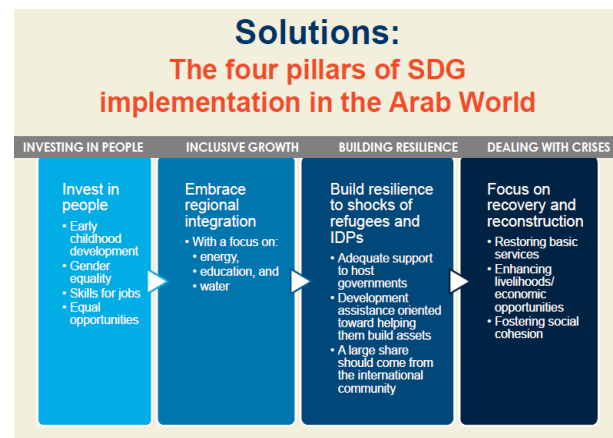 Solutions:
The four pillars of SDG
implementation in the Arab World
INVESTING IN PEOPLE
INCLUSIVE GROWTH
BUILDING RESILIENCE
DEALING WITH CRISES
Invest in
people
• Early
childhood
development
• Gender
equality
• Skills for jobs
• Equal
opportunities
Embrace
regional
integration
• With a focus on:
• energy,
• education, and
• water
Build resilience
to shocks of
refugees and
IDPs
• Adequate support
to host
governments
• Development
assistance oriented
toward helping
them build assets
• A large share
should come from
the international
community
Focus on
recovery and
reconstruction
• Restoring basic
services
• Enhancing
livelihoods/
economic
opportunities
• Fostering social
cohesion